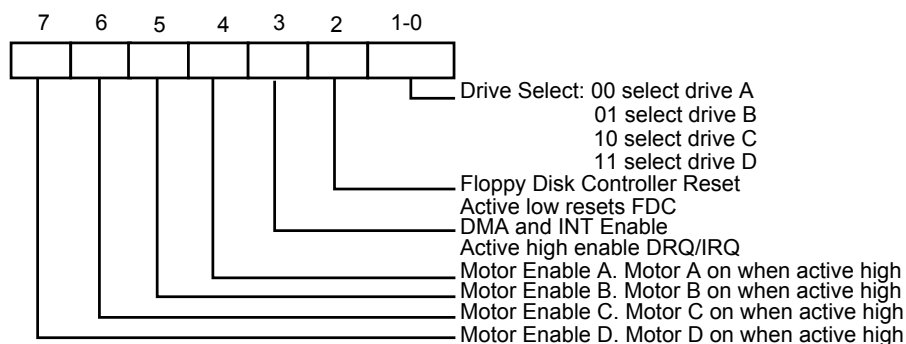 7 6 5 4 3 2 1-0
Drive Select: 00 select drive A
01 select drive B
10 select drive C
11 select drive D
Floppy Disk Controller Reset
Active low resets FDC
DMA and INT Enable
Active high enable DRQ/IRQ
Motor Enable A. Motor A on when active high
Motor Enable B. Motor B on when active high
Motor Enable C. Motor C on when active high
Motor Enable D. Motor D on when active high